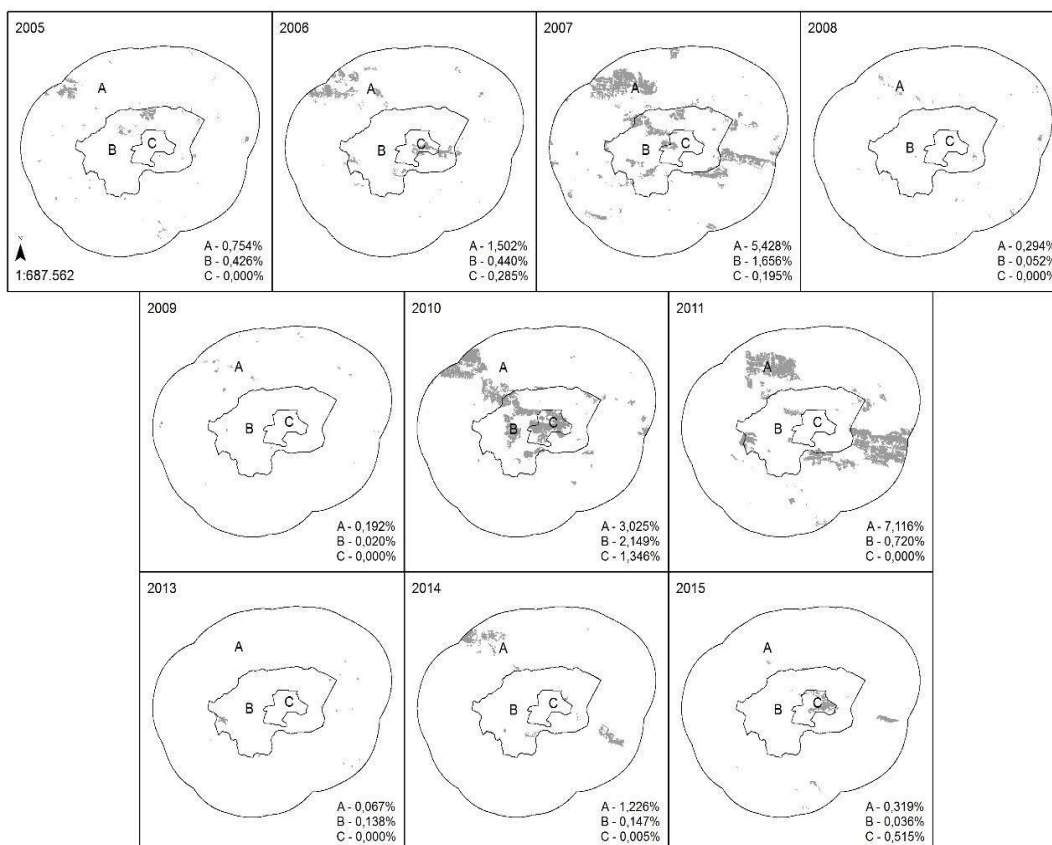 2005
A
B
C
N
1:687.562
A - 0,754%
B - 0,426%
C - 0,000%
2006
A
B
C
A - 1,502%
B - 0,440%
C - 0,285%
2007
A
B
C
A - 5,428%
B - 1,656%
C - 0,195%
2008
A
B
C
A - 0,294%
B - 0,052%
C - 0,000%
2009
A
B
C
A - 0,192%
B - 0,020%
C - 0,000%
2010
A
B
C
A - 3,025%
B - 2,149%
C - 1,346%
2011
A
B
C
A - 7,116%
B - 0,720%
C - 0,000%
2013
A
B
C
A - 0,067%
B - 0,138%
C - 0,000%
2014
A
B
C
A - 1,226%
B - 0,147%
C - 0,005%
2015
A
B
C
A - 0,319%
B - 0,036%
C - 0,515%